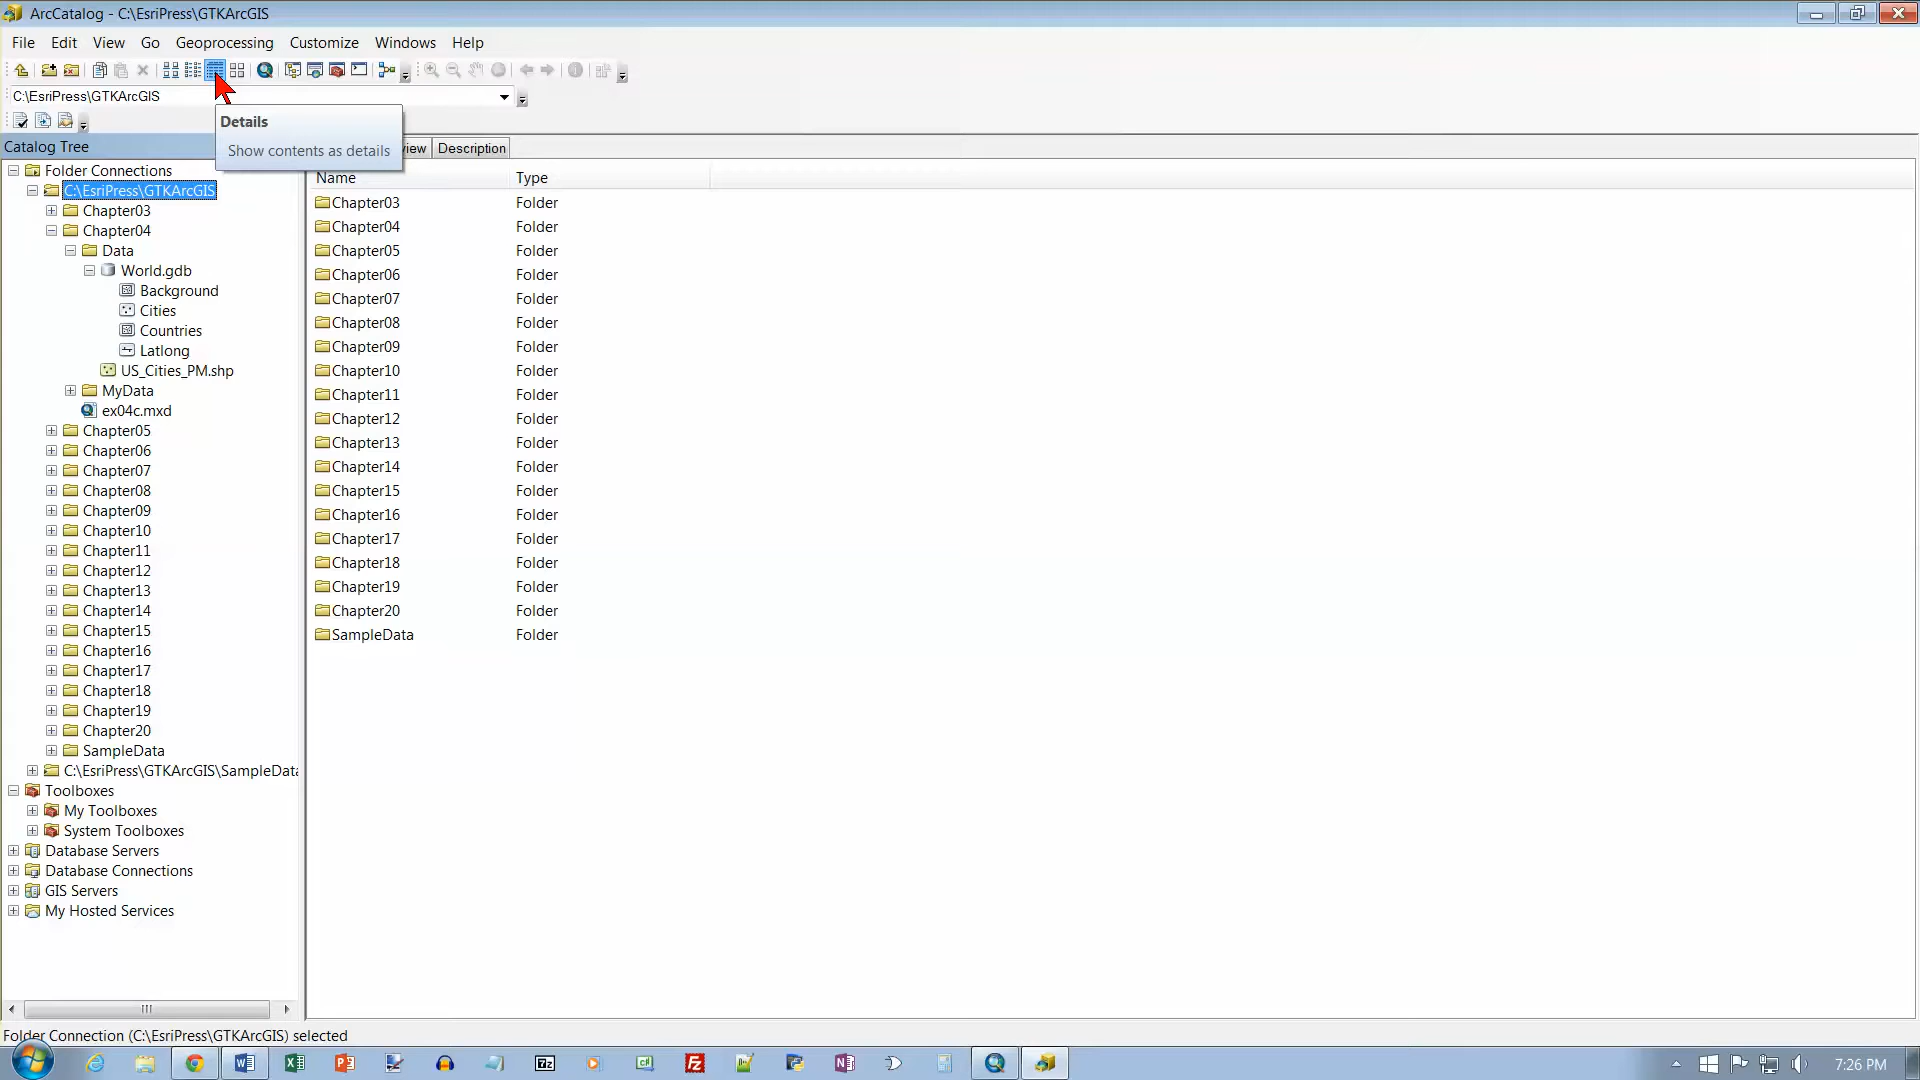 ArcCatalog - C:\EsriPress\GTKArcGIS
File Edit View Go Geoprocessing Customize Windows Help
C:\EsriPress\GTKArcGIS
Details
Show contents as details
Catalog Tree
view Description
Name Type
Folder Connections
C:\EsriPress\GTKArcGIS
Chapter03
Chapter04
Data
World.gdb
Background
Cities
Countries
Latlong
US_Cities_PM.shp
MyData
ex04c.mxd
Chapter05
Chapter06
Chapter07
Chapter08
Chapter09
Chapter10
Chapter11
Chapter12
Chapter13
Chapter14
Chapter15
Chapter16
Chapter17
Chapter18
Chapter19
Chapter20
SampleData
C:\EsriPress\GTKArcGIS\SampleData
Toolboxes
My Toolboxes
System Toolboxes
Database Servers
Database Connections
GIS Servers
My Hosted Services
Chapter03 Folder
Chapter04 Folder
Chapter05 Folder
Chapter06 Folder
Chapter07 Folder
Chapter08 Folder
Chapter09 Folder
Chapter10 Folder
Chapter11 Folder
Chapter12 Folder
Chapter13 Folder
Chapter14 Folder
Chapter15 Folder
Chapter16 Folder
Chapter17 Folder
Chapter18 Folder
Chapter19 Folder
Chapter20 Folder
SampleData Folder
Folder Connection (C:\EsriPress\GTKArcGIS) selected
7:26 PM